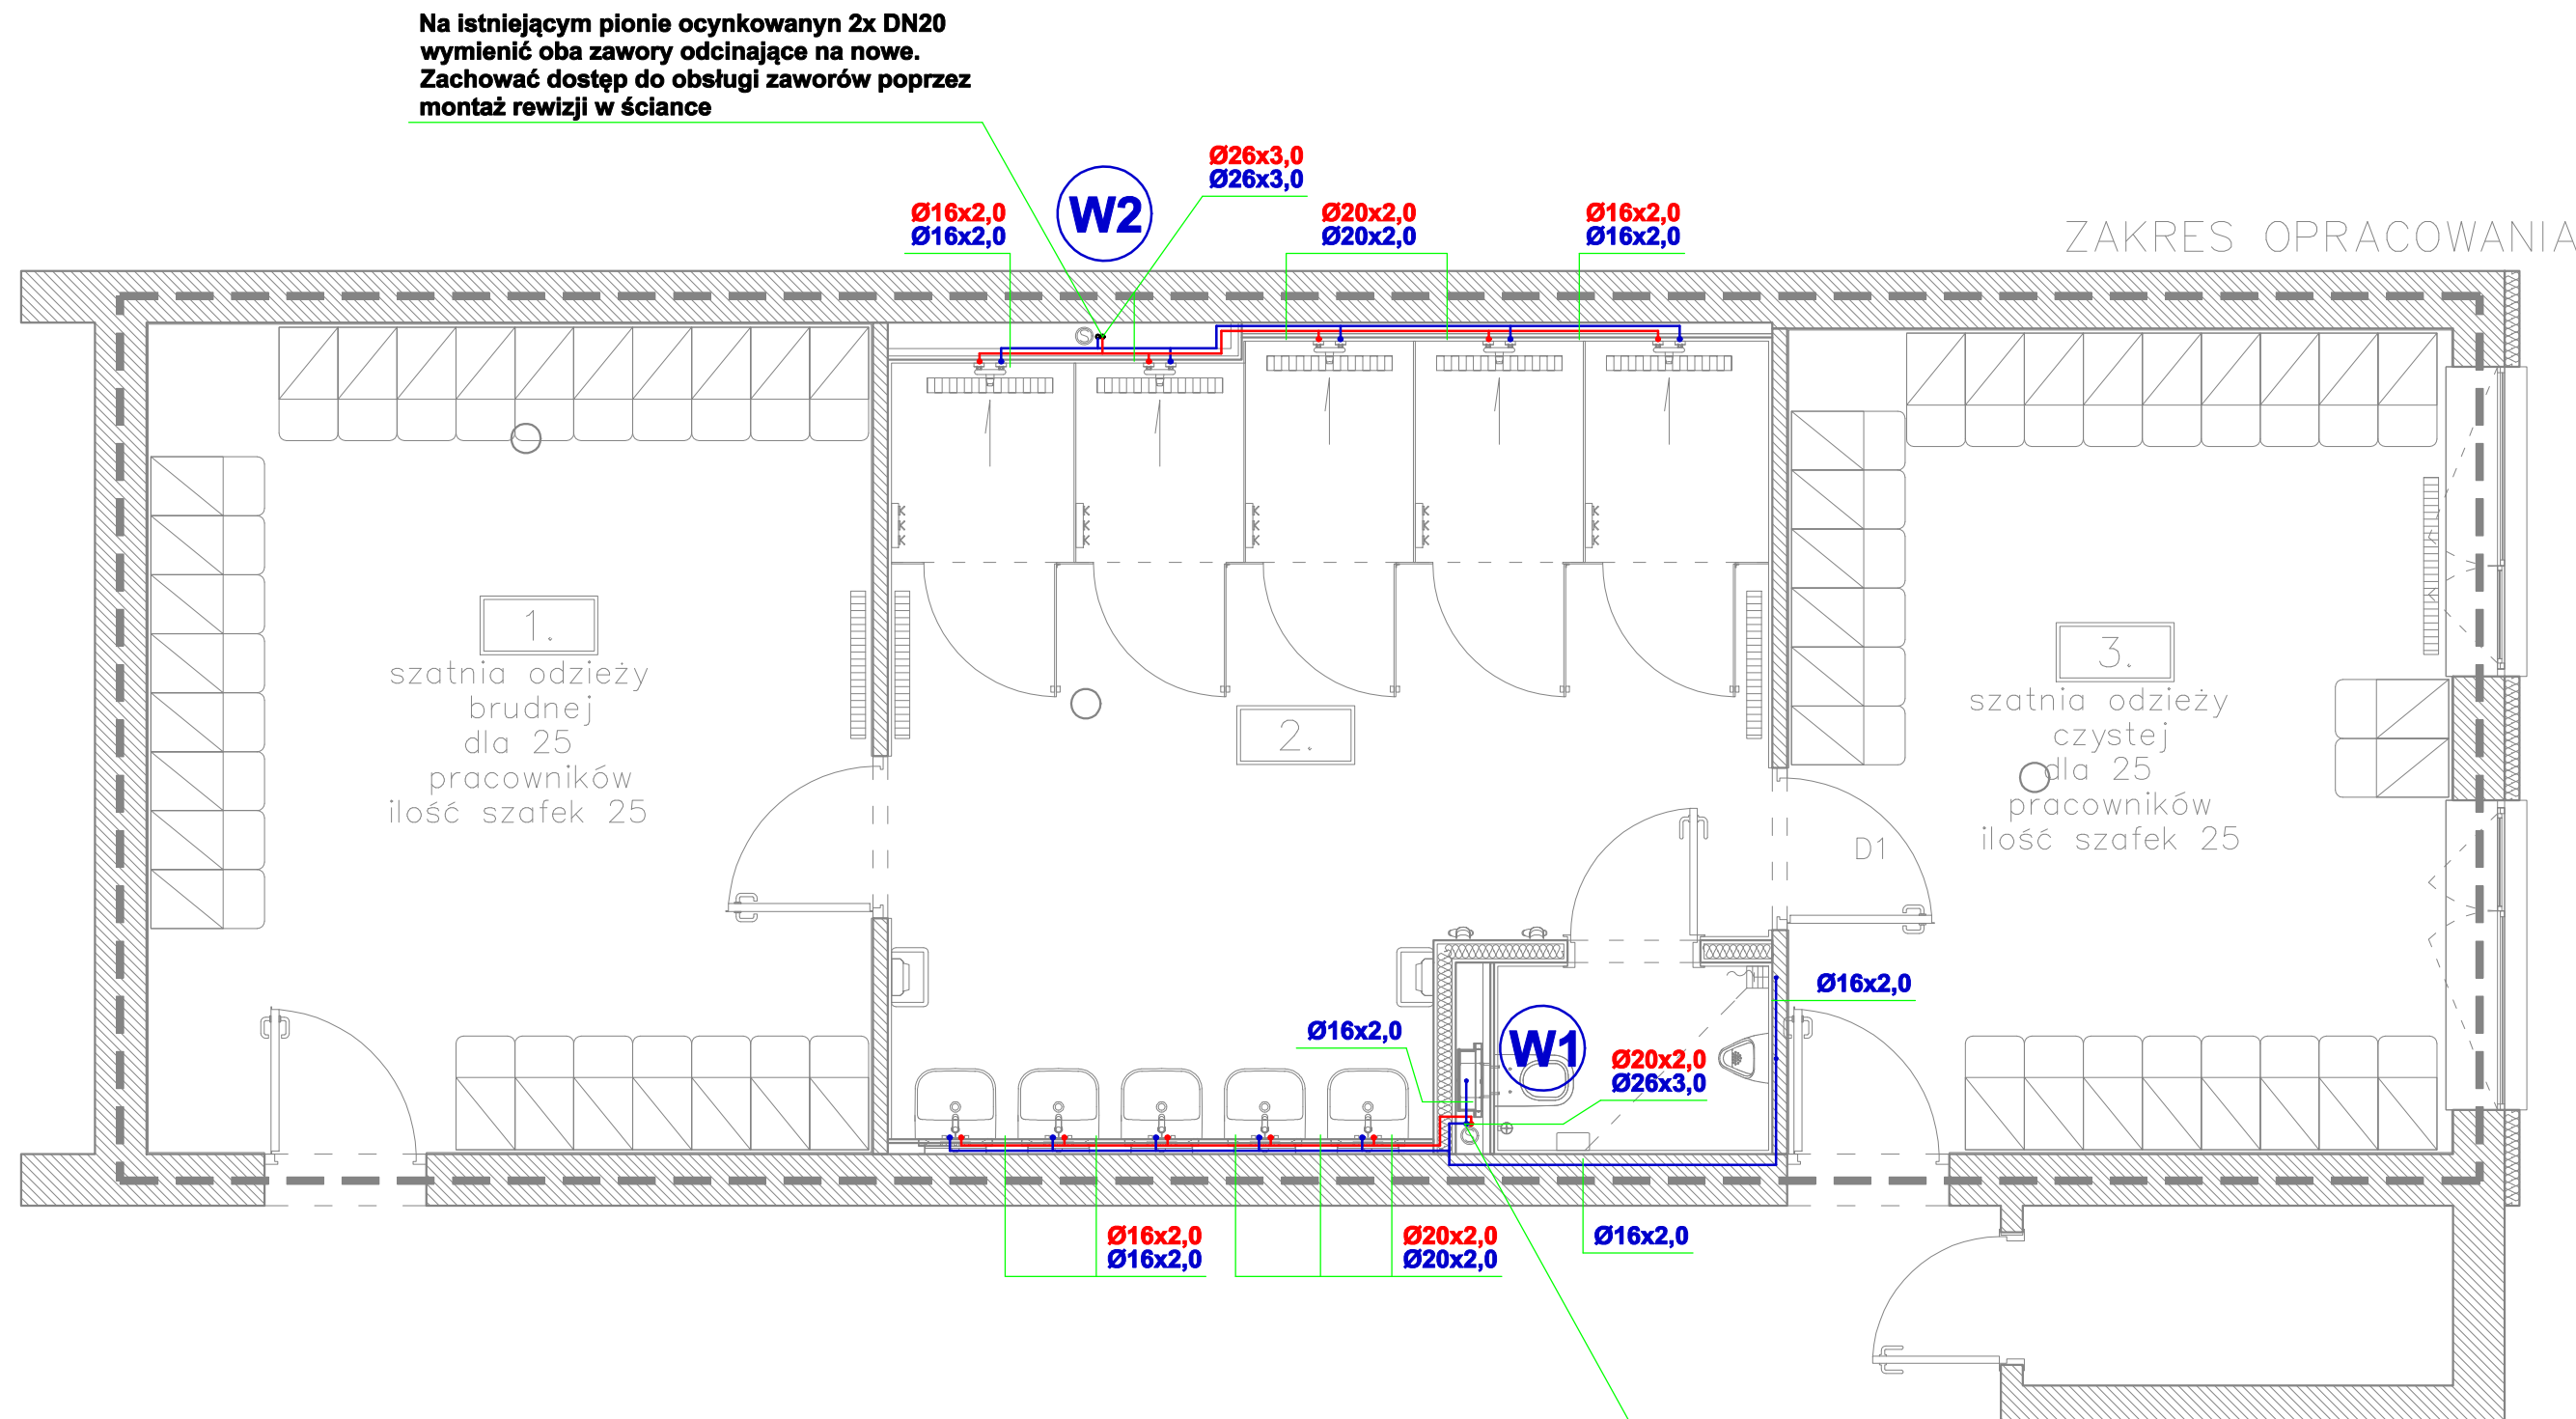 Na istniejącym pionie ocynkowanyn 2x DN20
wymienić oba zawory odcinające na nowe.
Zachować dostęp do obsługi zaworów poprzez
montaż rewizji w ściance
Ø26x3,0
Ø26x3,0
W2
Ø16x2,0
Ø16x2,0
Ø20x2,0
Ø20x2,0
Ø16x2,0
Ø16x2,0
ZAKRES OPRACOWANIA
1.
szatnia odzieży
brudnej
dla 25
pracowników
ilość szafek 25
2.
3.
szatnia odzieży
czystej
dla 25
pracowników
ilość szafek 25
D1
Ø16x2,0
Ø16x2,0
W1
Ø20x2,0
Ø26x3,0
Ø16x2,0
Ø16x2,0
Ø20x2,0
Ø20x2,0
Ø16x2,0